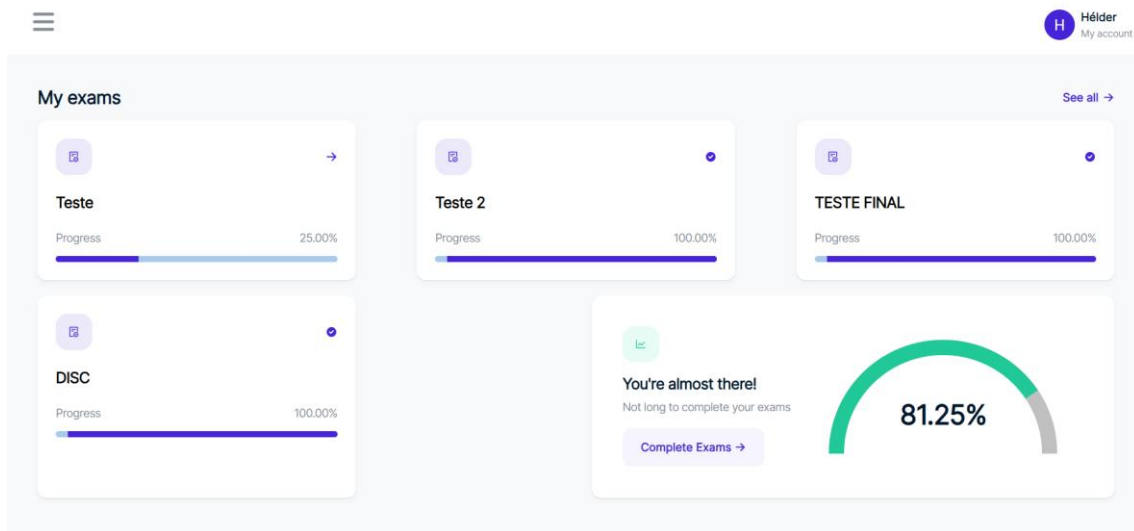 H
Hélder
My account
My exams
See all →
Teste
Progress 25.00%
Teste 2
Progress 100.00%
TESTE FINAL
Progress 100.00%
DISC
Progress 100.00%
You're almost there!
Not long to complete your exams
Complete Exams →
81.25%